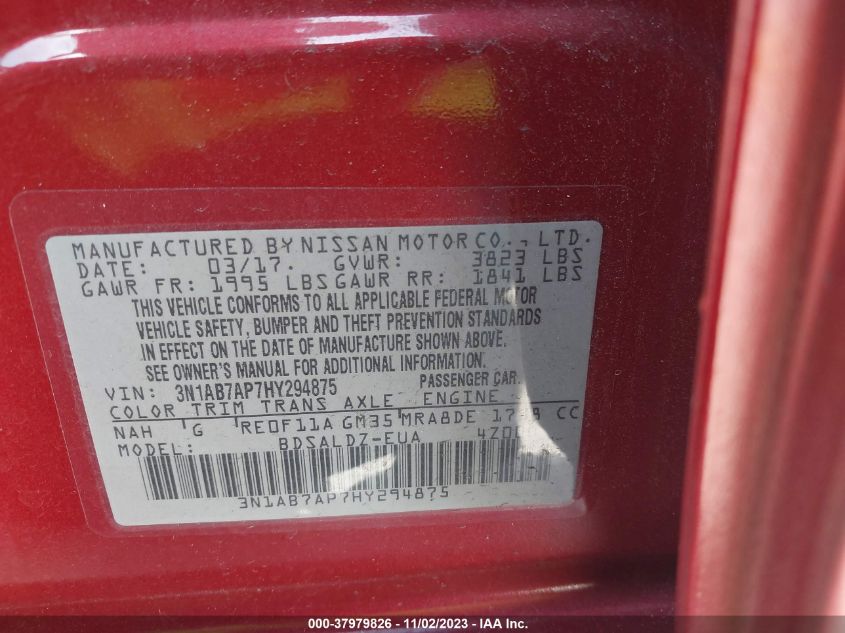 MANUFACTURED BY NISSAN MOTOR CO., LTD.
DATE: 03/17. GVWR: 3823 LBS
GAWR FR: 1995 LBS GAWR RR: 1841 LBS
THIS VEHICLE CONFORMS TO ALL APPLICABLE FEDERAL MOTOR
VEHICLE SAFETY, BUMPER AND THEFT PREVENTION STANDARDS
IN EFFECT ON THE DATE OF MANUFACTURE SHOWN ABOVE.
SEE OWNER'S MANUAL FOR ADDITIONAL INFORMATION.
VIN: 3N1AB7AP7HY294875 PASSENGER CAR
COLOR TRIM TRANS AXLE ENGINE
NAH G RE0F11A GM35 MRA8DE CC
MODEL: BDSALDZ-EUA
3N1AB7AP7HY294875
000-37979826 - 11/02/2023 - IAA Inc.